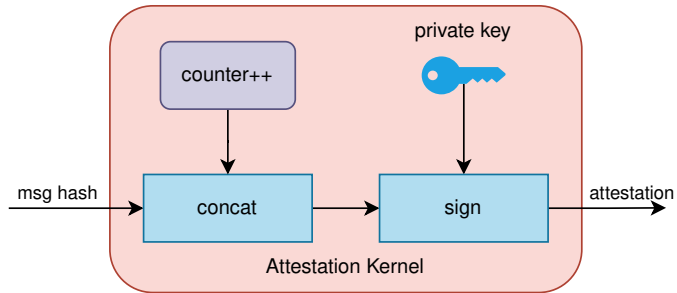 private key
counter++
msg hash
concat
sign
attestation
Attestation Kernel